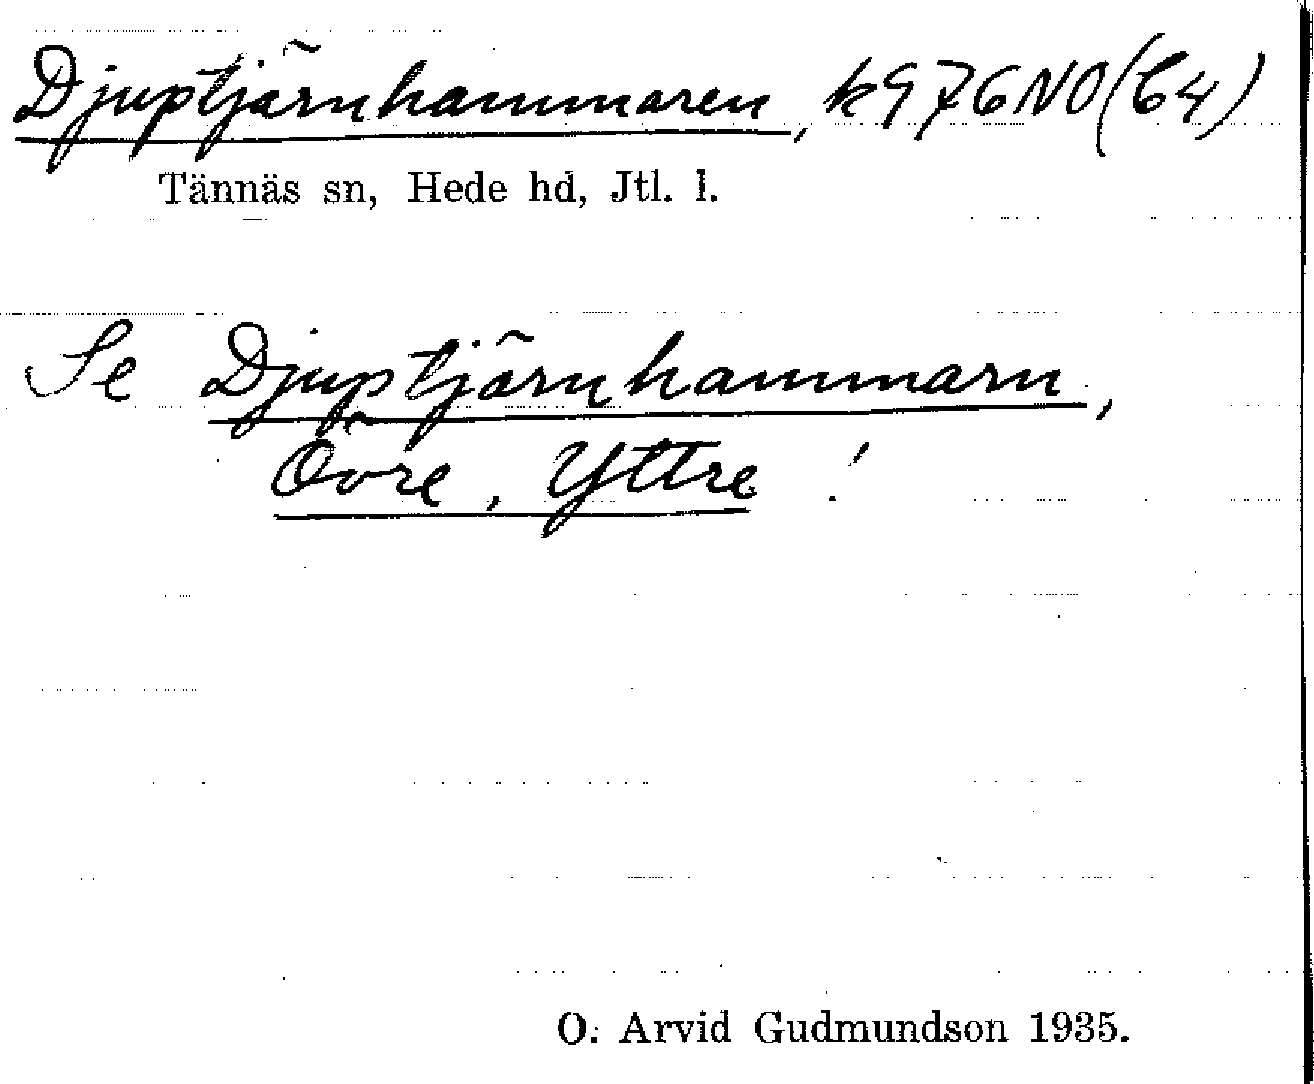 Djuptjärnhammaren, k976NO(64)
Tännäs sn, Hede hd, Jtl. l.
Se Djuptjärnhammarn,
Övre, Yttre !
O. Arvid Gudmundson 1935.